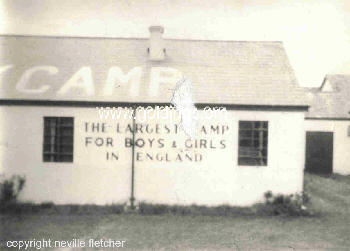 CAMP
THE LARGEST CAMP
FOR BOYS & GIRLS
IN ENGLAND
copyright neville fletcher